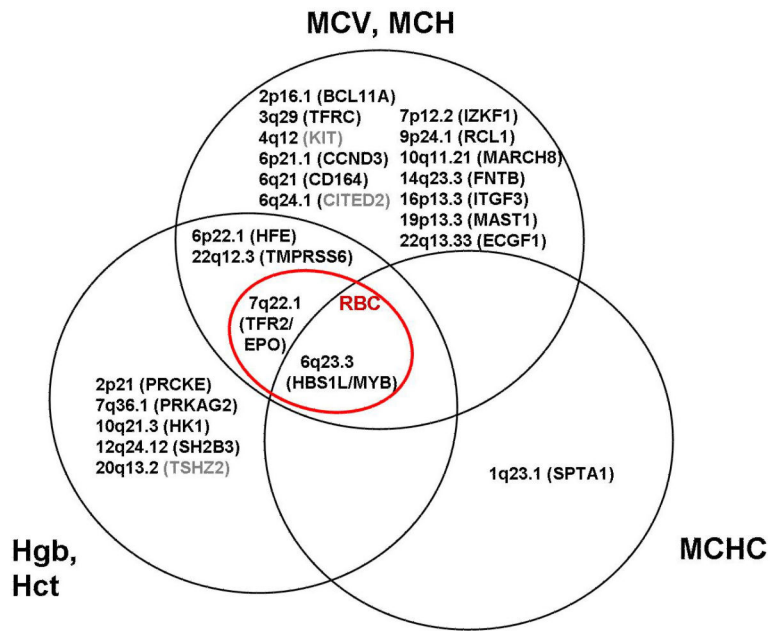 MCV, MCH
2p16.1 (BCL11A)
3q29 (TFRC)
4q12 (KIT)
6p21.1 (CCND3)
6q21 (CD164)
6q24.1 (CITED2)
7p12.2 (IZKF1)
9p24.1 (RCL1)
10q11.21 (MARCH8)
14q23.3 (FNTB)
16p13.3 (ITGF3)
19p13.3 (MAST1)
22q13.33 (ECGF1)
6p22.1 (HFE)
22q12.3 (TMPRSS6)
RBC
7q22.1
(TFR2/
EPO)
6q23.3
(HBS1L/MYB)
2p21 (PRCKE)
7q36.1 (PRKAG2)
10q21.3 (HK1)
12q24.12 (SH2B3)
20q13.2 (TSHZ2)
1q23.1 (SPTA1)
Hgb,
Hct
MCHC